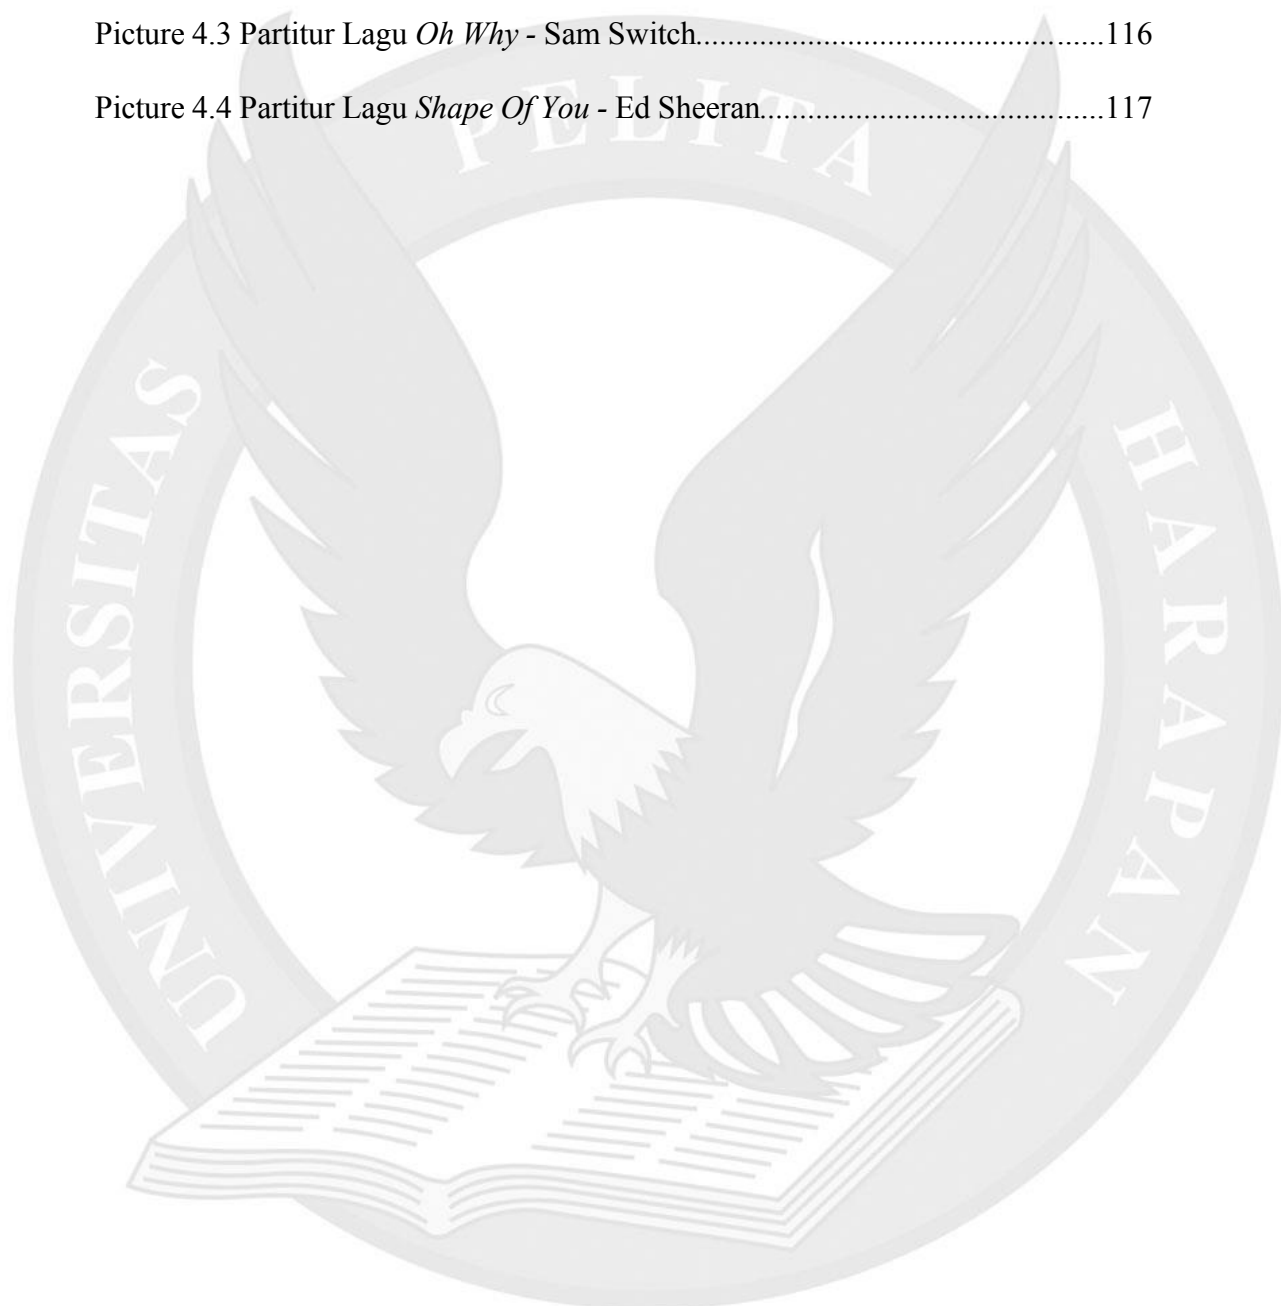 Picture 4.3 Partitur Lagu Oh Why - Sam Switch...................................................116
Picture 4.4 Partitur Lagu Shape Of You - Ed Sheeran...........................................117
UNIVERSITAS PELITA HARAPAN